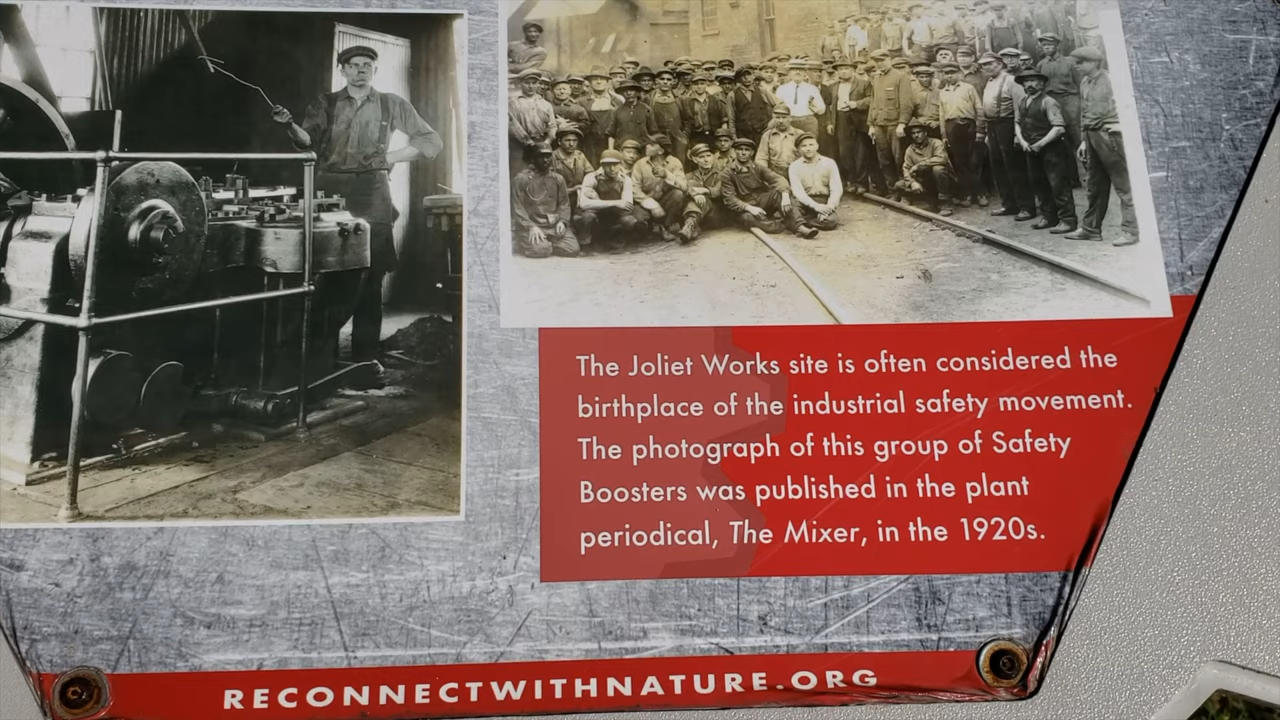 The Joliet Works site is often considered the
birthplace of the industrial safety movement.
The photograph of this group of Safety
Boosters was published in the plant
periodical, The Mixer, in the 1920s.
RECONNECTWITHNATURE.ORG